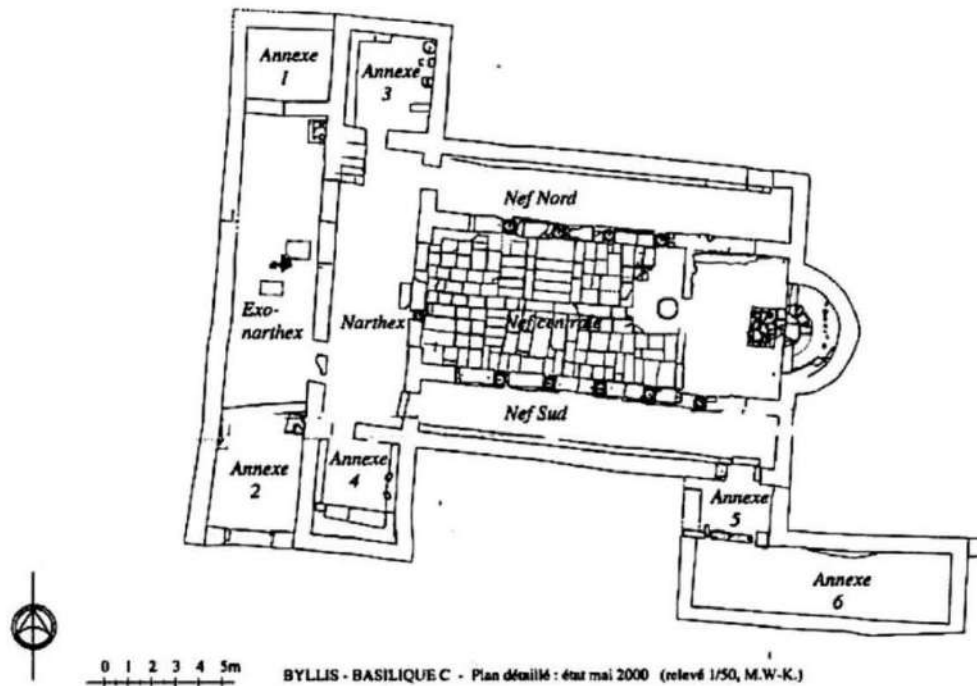 Annexe
1
Annexe
3
Nef Nord
Exo-
narthex
Narthex
Nef centrale
Nef Sud
Annexe
2
Annexe
4
Annexe
5
Annexe
6
0 1 2 3 4 5m
BYLLIS - BASILIQUE C - Plan détaillé : état mai 2000 (relevé 1/50, M.W-K.)